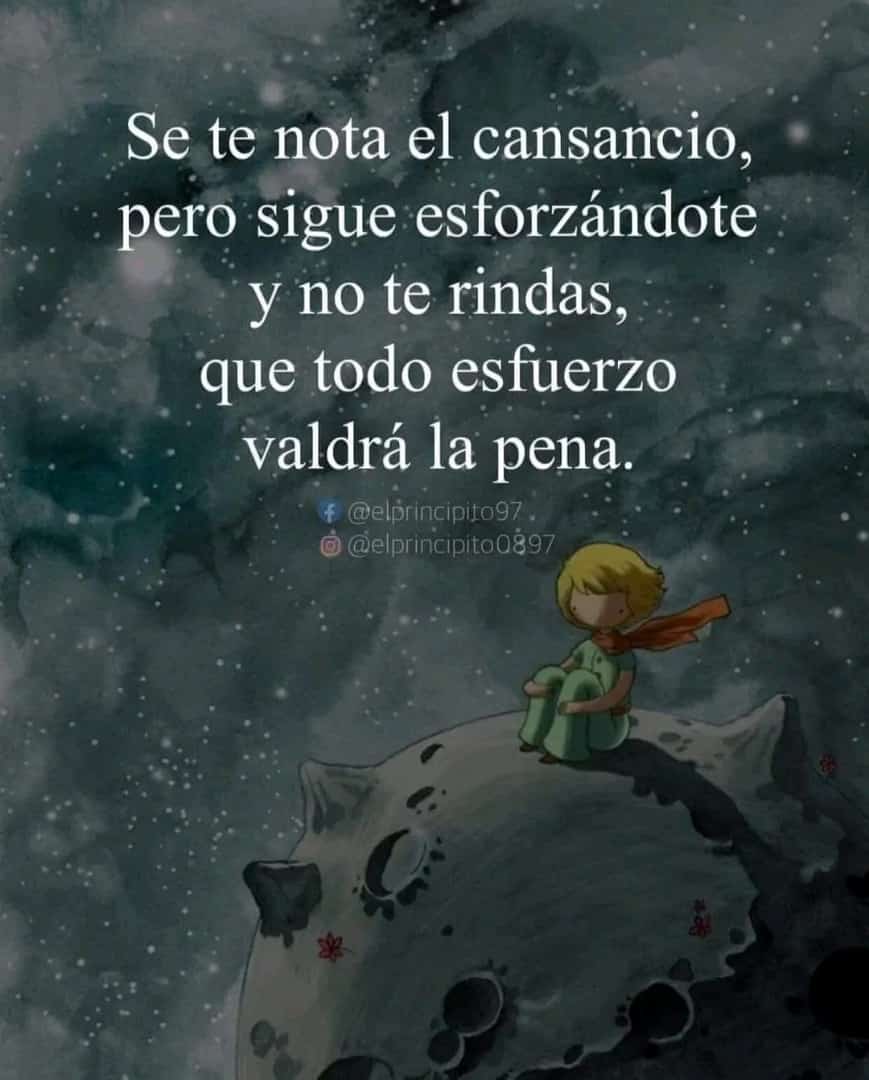 Se te nota el cansancio,
pero sigue esforzándote
y no te rindas,
que todo esfuerzo
valdrá la pena.
@elprincipito97
@elprincipito0897